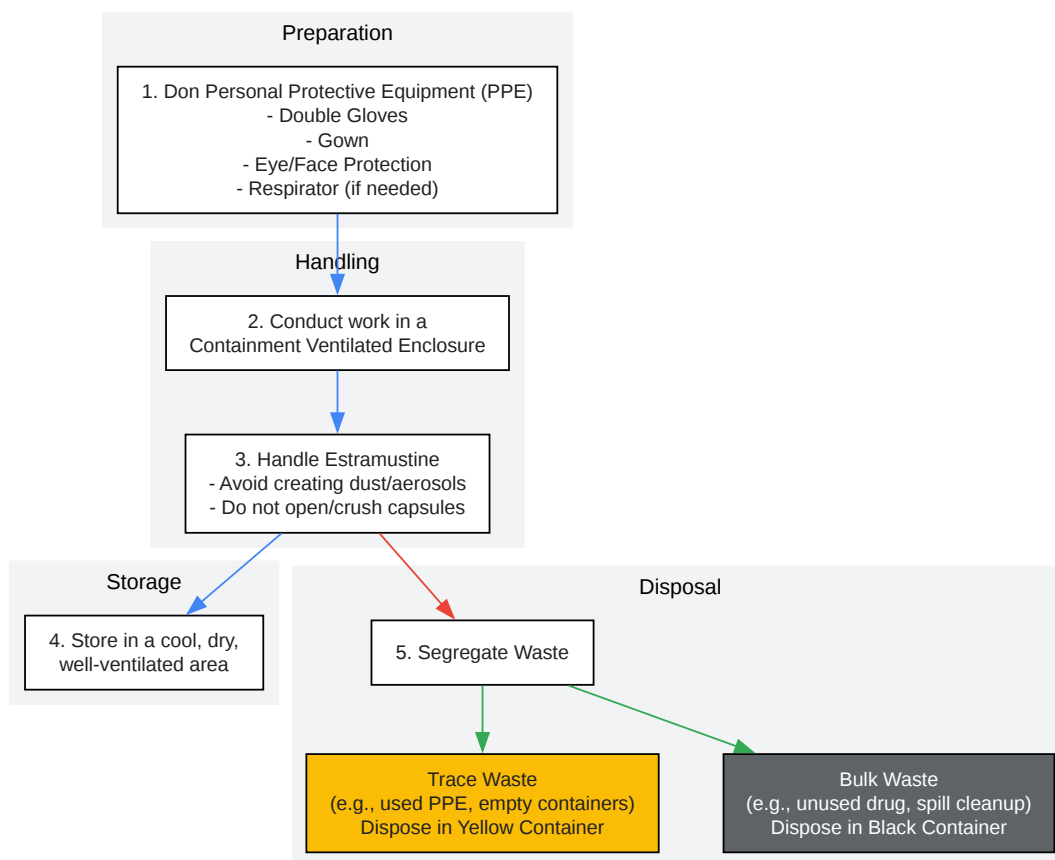 Preparation
1. Don Personal Protective Equipment (PPE)
- Double Gloves
- Gown
- Eye/Face Protection
- Respirator (if needed)
Handling
2. Conduct work in a
Containment Ventilated Enclosure
3. Handle Estramustine
- Avoid creating dust/aerosols
- Do not open/crush capsules
Storage
4. Store in a cool, dry,
well-ventilated area
Disposal
5. Segregate Waste
Trace Waste
(e.g., used PPE, empty containers)
Dispose in Yellow Container
Bulk Waste
(e.g., unused drug, spill cleanup)
Dispose in Black Container